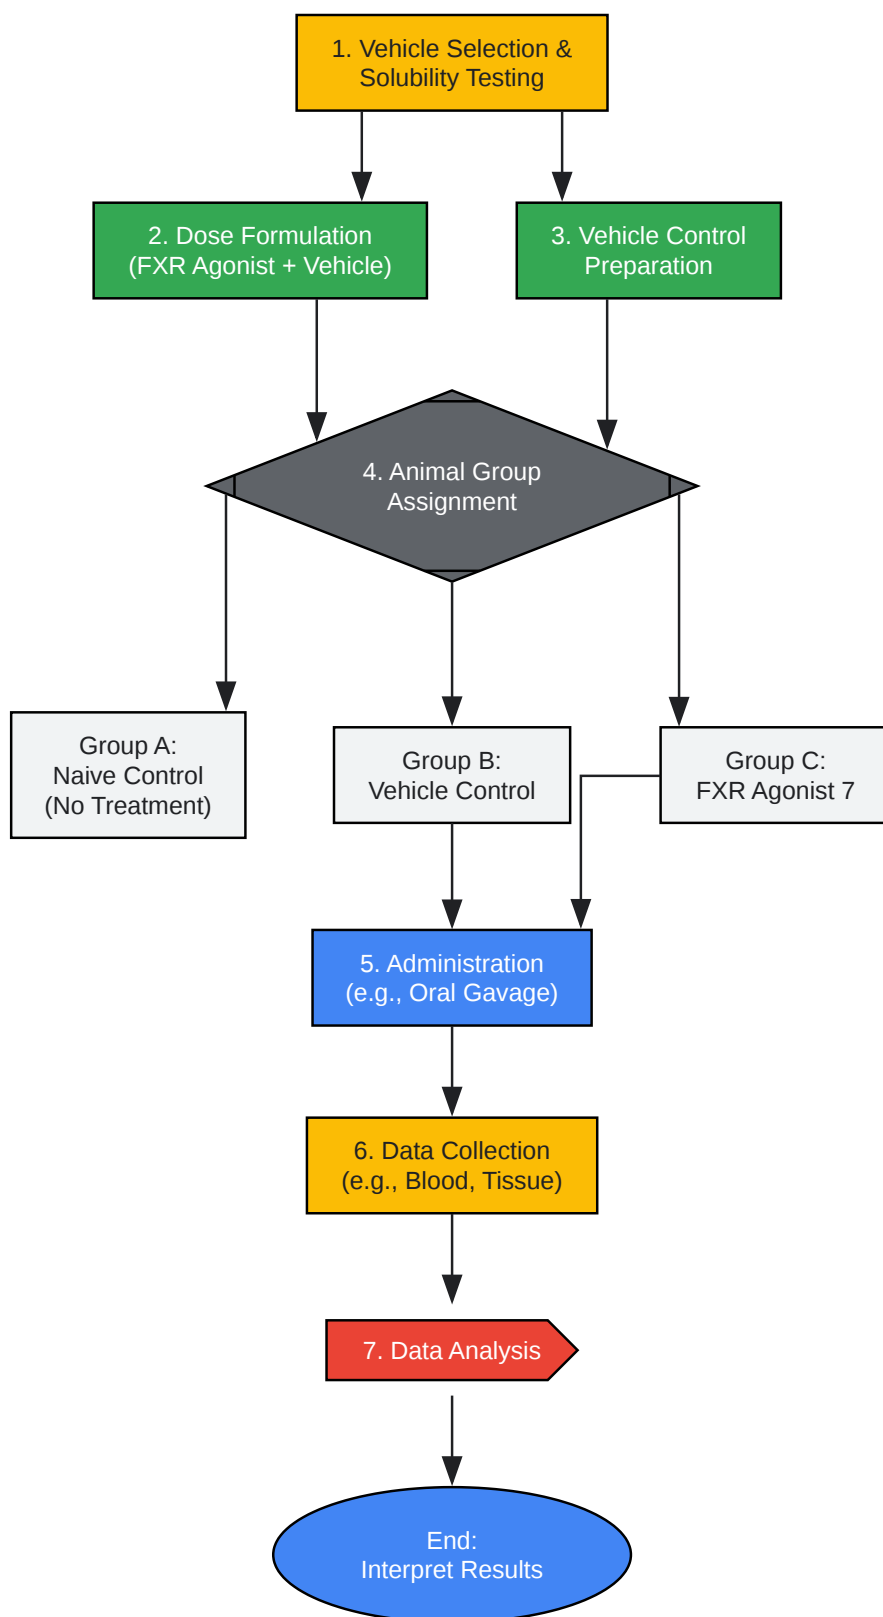 1. Vehicle Selection &
Solubility Testing
2. Dose Formulation
(FXR Agonist + Vehicle)
3. Vehicle Control
Preparation
4. Animal Group
Assignment
Group A:
Naive Control
(No Treatment)
Group B:
Vehicle Control
Group C:
FXR Agonist 7
5. Administration
(e.g., Oral Gavage)
6. Data Collection
(e.g., Blood, Tissue)
7. Data Analysis
End:
Interpret Results